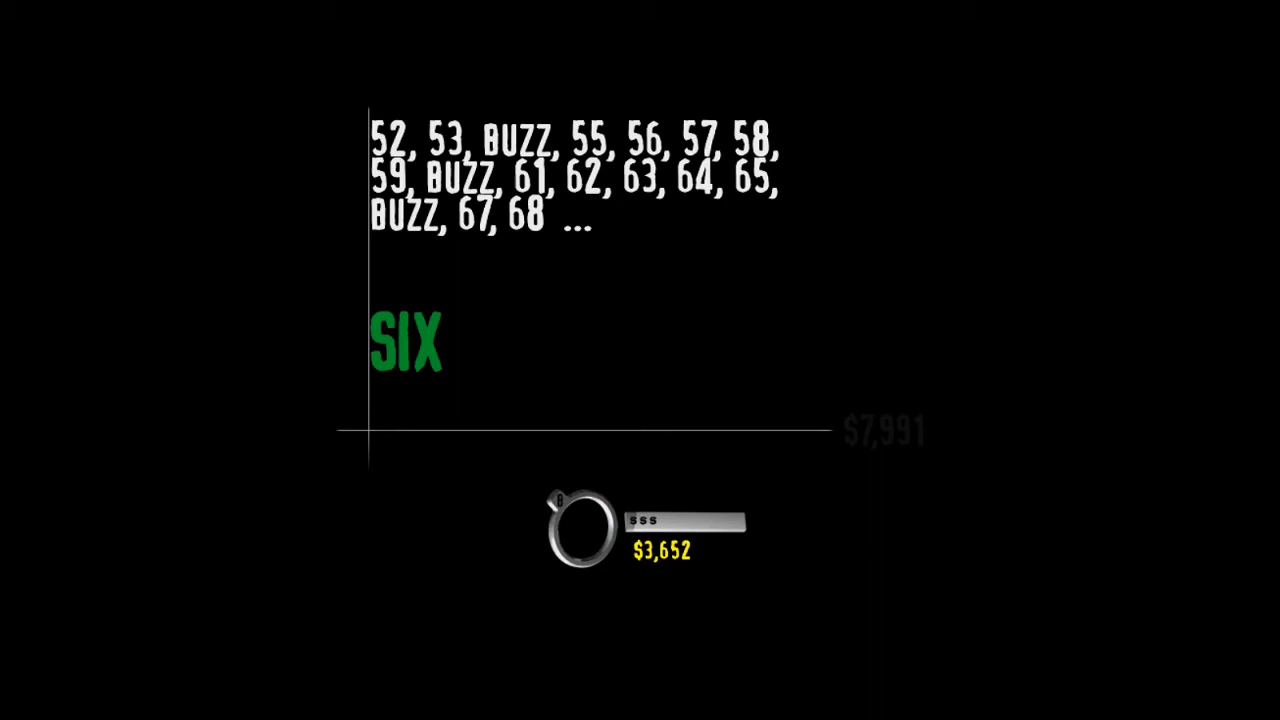 52, 53, BUZZ, 55, 56, 57, 58,
59, BUZZ, 61, 62, 63, 64, 65,
BUZZ, 67, 68 ...
SIX
$7,991
SSS
$3,652